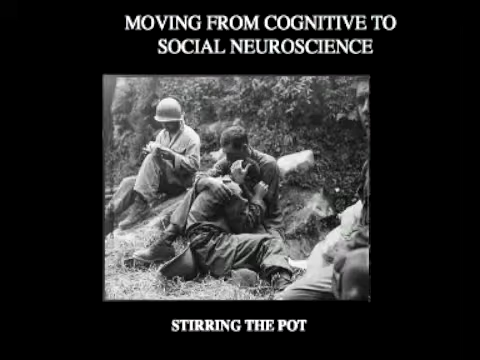 MOVING FROM COGNITIVE TO
SOCIAL NEUROSCIENCE
STIRRING THE POT